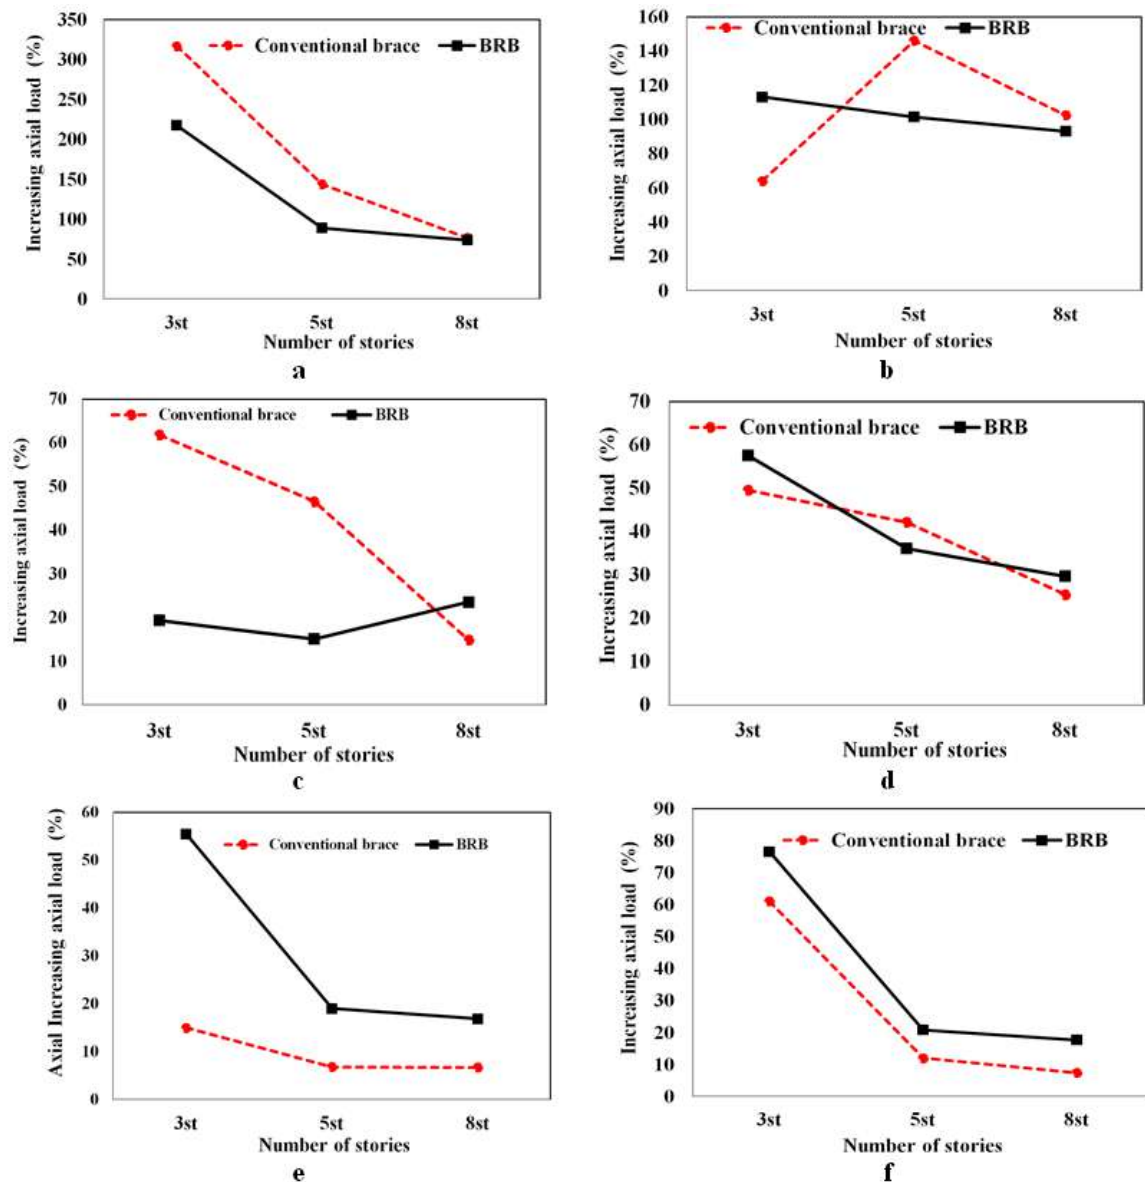 350
300
250
200
150
100
50
0
Increasing axial load (%)
Conventional brace
BRB
3st
5st
8st
Number of stories
a
160
140
120
100
80
60
40
20
0
Increasing axial load (%)
Conventional brace
BRB
3st
5st
8st
Number of stories
b
70
60
50
40
30
20
10
0
Increasing axial load (%)
Conventional brace
BRB
3st
5st
8st
Number of stories
c
70
60
50
40
30
20
10
0
Increasing axial load (%)
Conventional brace
BRB
3st
5st
8st
Number of stories
d
60
50
40
30
20
10
0
Axial Increasing axial load (%)
Conventional brace
BRB
3st
5st
8st
Number of stories
e
90
80
70
60
50
40
30
20
10
0
Increasing axial load (%)
Conventional brace
BRB
3st
5st
8st
Number of stories
f